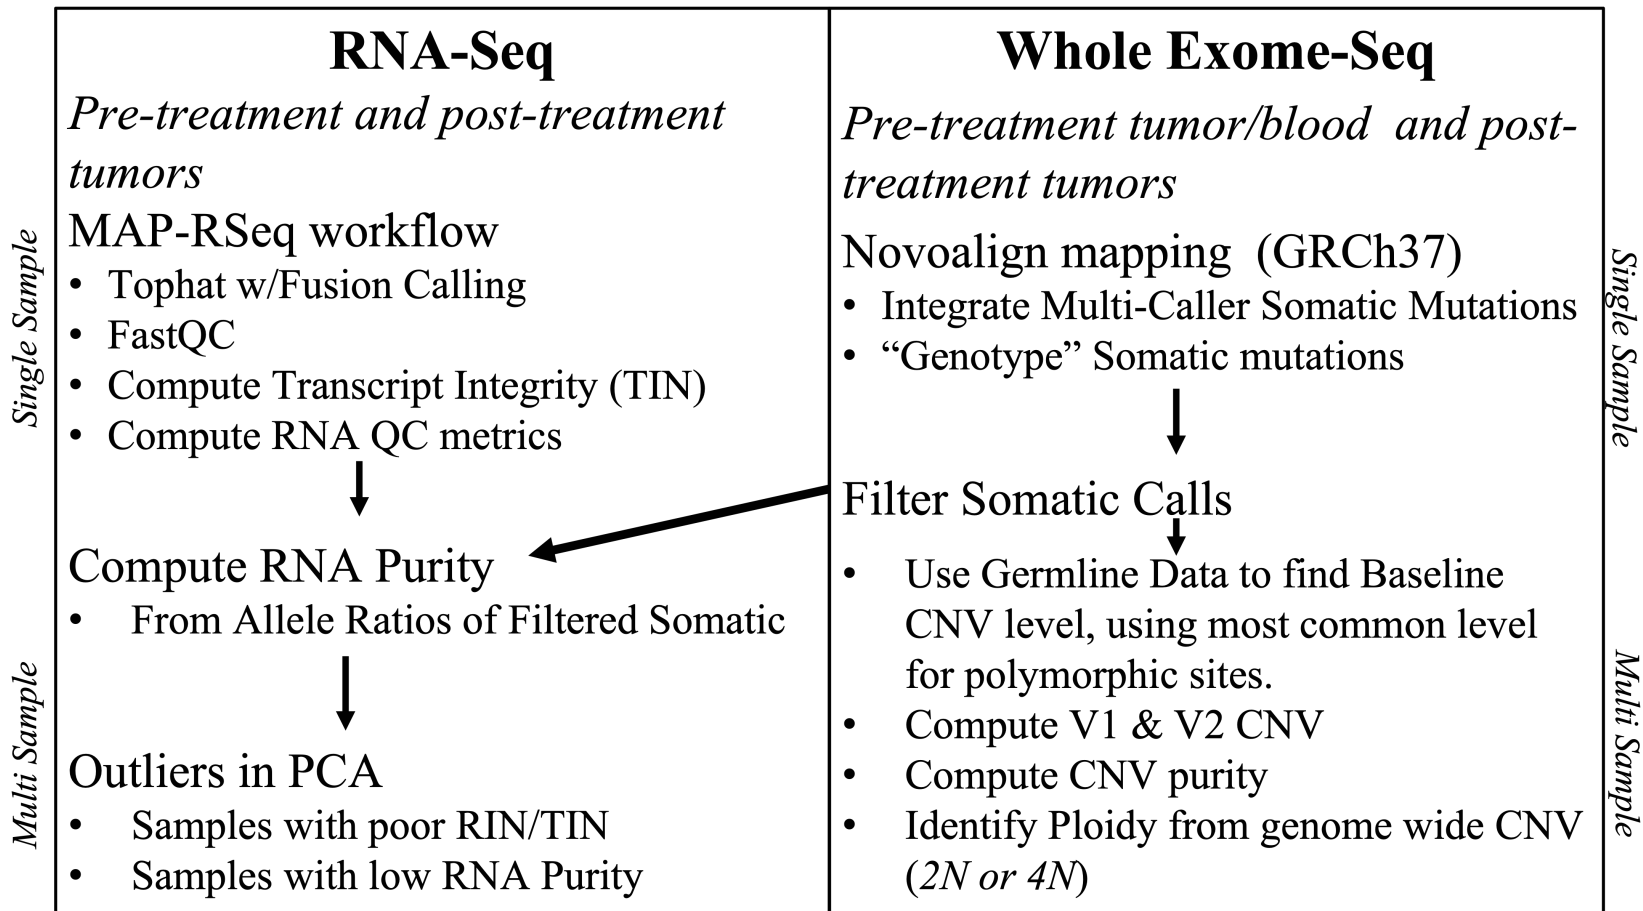 RNA-Seq
Pre-treatment and post-treatment
tumors
MAP-RSeq workflow
• Tophat w/Fusion Calling
• FastQC
• Compute Transcript Integrity (TIN)
• Compute RNA QC metrics
Compute RNA Purity
• From Allele Ratios of Filtered Somatic
Outliers in PCA
• Samples with poor RIN/TIN
• Samples with low RNA Purity
Single Sample
Multi Sample
Whole Exome-Seq
Pre-treatment tumor/blood and post-
treatment tumors
Novoalign mapping (GRCh37)
• Integrate Multi-Caller Somatic Mutations
• “Genotype” Somatic mutations
Filter Somatic Calls
• Use Germline Data to find Baseline
CNV level, using most common level
for polymorphic sites.
• Compute V1 & V2 CNV
• Compute CNV purity
• Identify Ploidy from genome wide CNV
(2N or 4N)
Single Sample
Multi Sample